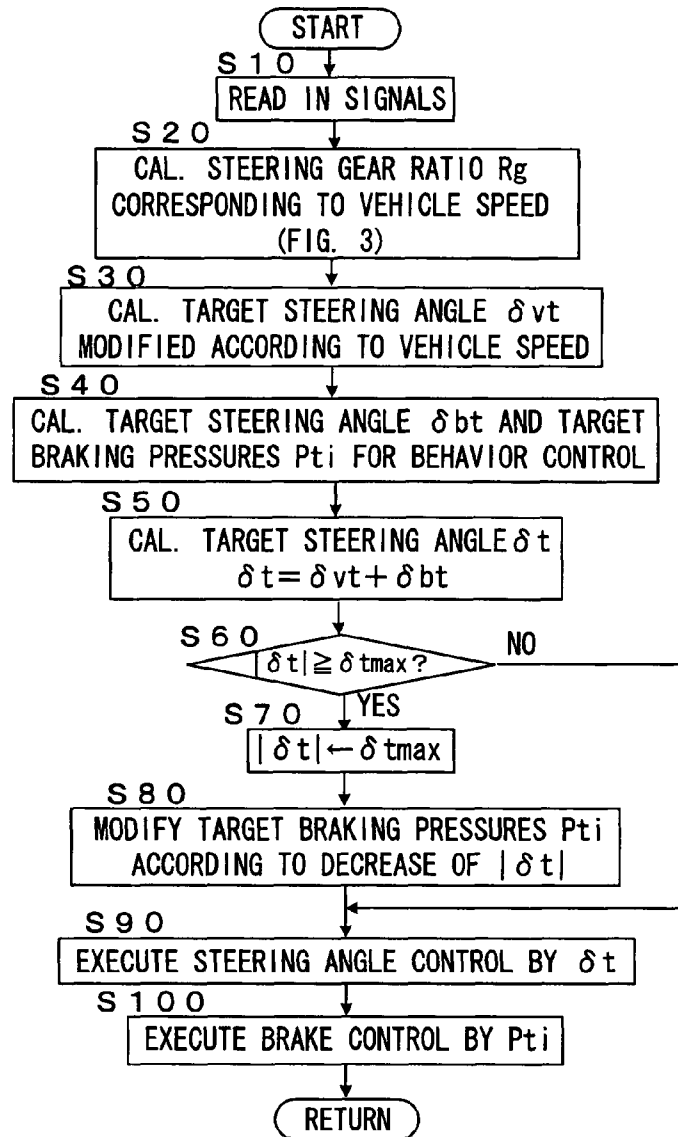 START
S10
READ IN SIGNALS
S20
CAL. STEERING GEAR RATIO Rg
CORRESPONDING TO VEHICLE SPEED
(FIG. 3)
S30
CAL. TARGET STEERING ANGLE δvt
MODIFIED ACCORDING TO VEHICLE SPEED
S40
CAL. TARGET STEERING ANGLE δbt AND TARGET
BRAKING PRESSURES Pti FOR BEHAVIOR CONTROL
S50
CAL. TARGET STEERING ANGLE δt
δt=δvt+δbt
S60
|δt|≧δtmax?
NO
YES
S70
|δt|←δtmax
S80
MODIFY TARGET BRAKING PRESSURES Pti
ACCORDING TO DECREASE OF |δt|
S90
EXECUTE STEERING ANGLE CONTROL BY δt
S100
EXECUTE BRAKE CONTROL BY Pti
RETURN